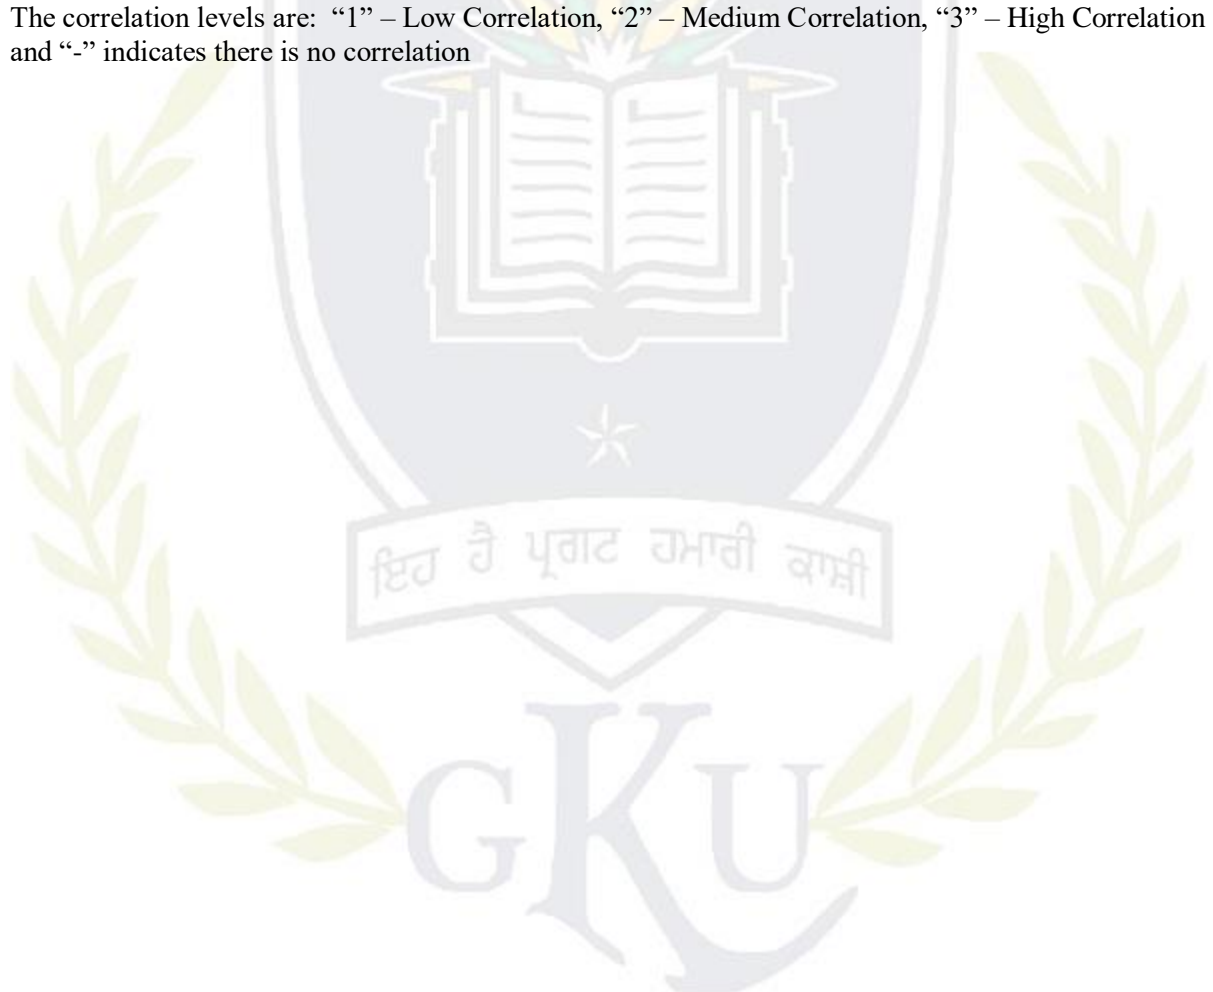 The correlation levels are: “1” – Low Correlation, “2” – Medium Correlation, “3” – High Correlation
and “-” indicates there is no correlation
ਇਹ ਹੈ ਪ੍ਰਗਟ ਹਮਾਰੀ ਕਾਸ਼ੀ
GKU